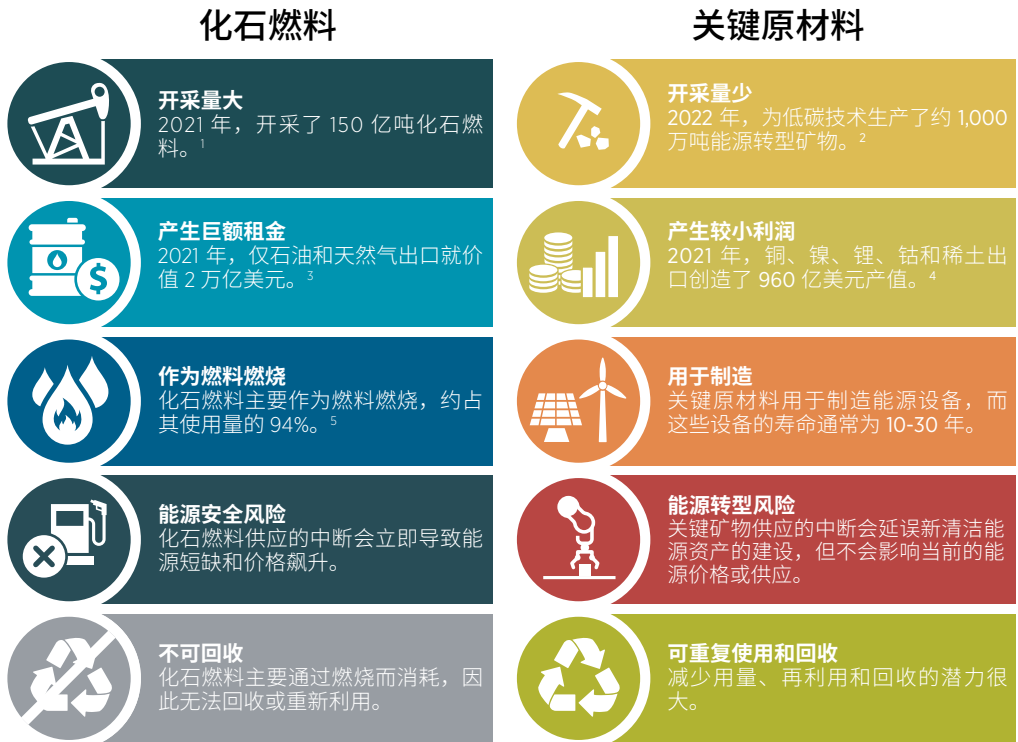 化石燃料
开采量大
2021 年，开采了 150 亿吨化石燃
料。1
产生巨额租金
2021 年，仅石油和天然气出口就价
值 2 万亿美元。3
作为燃料燃烧
化石燃料主要作为燃料燃烧，约占
其使用量的 94%。5
能源安全风险
化石燃料供应的中断会立即导致能
源短缺和价格飙升。
不可回收
化石燃料主要通过燃烧而消耗，因
此无法回收或重新利用。
关键原材料
开采量少
2022 年，为低碳技术生产了约 1,000
万吨能源转型矿物。2
产生较小利润
2021 年，铜、镍、锂、钴和稀土出
口创造了 960 亿美元产值。4
用于制造
关键原材料用于制造能源设备，而
这些设备的寿命通常为 10-30 年。
能源转型风险
关键矿物供应的中断会延误新清洁能
源资产的建设，但不会影响当前的能
源价格或供应。
可重复使用和回收
减少用量、再利用和回收的潜力很
大。
$